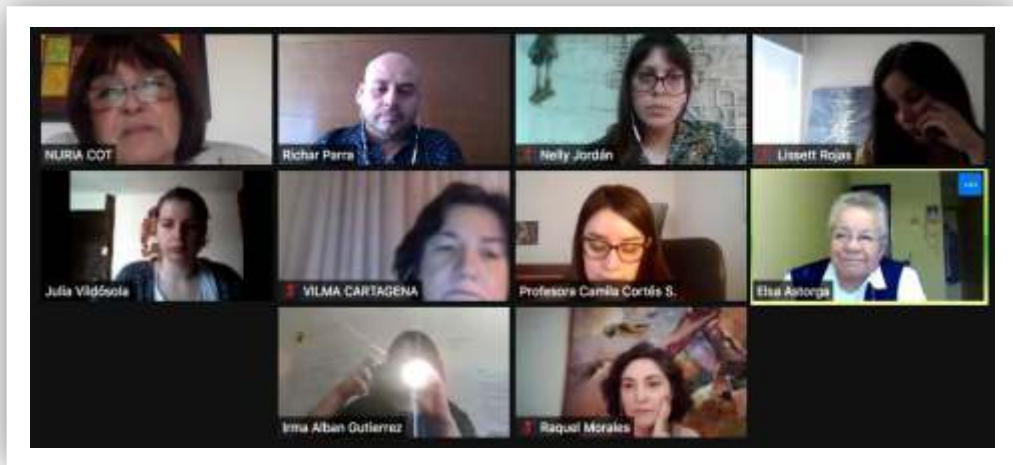 NURIA COT
Richar Parra
Nelly Jordán
Lissett Rojas
Julia Vildósola
VILMA CARTAGENA
Profesora Camila Cortés S.
Elsa Astorga
Irma Alban Gutierrez
Raquel Morales